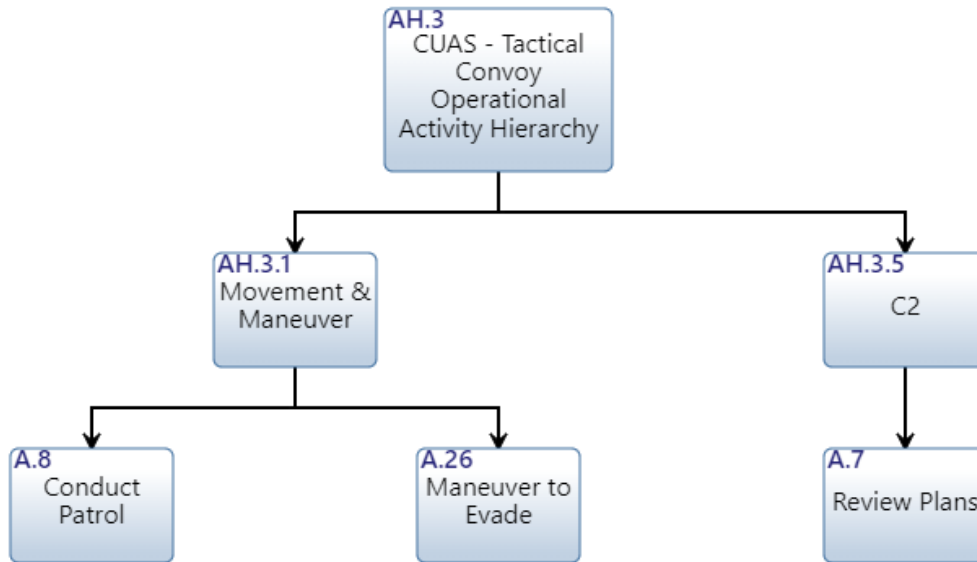 AH.3
CUAS - Tactical
Convoy
Operational
Activity Hierarchy
AH.3.1
Movement &
Maneuver
AH.3.5
C2
A.8
Conduct
Patrol
A.26
Maneuver to
Evade
A.7
Review Plans